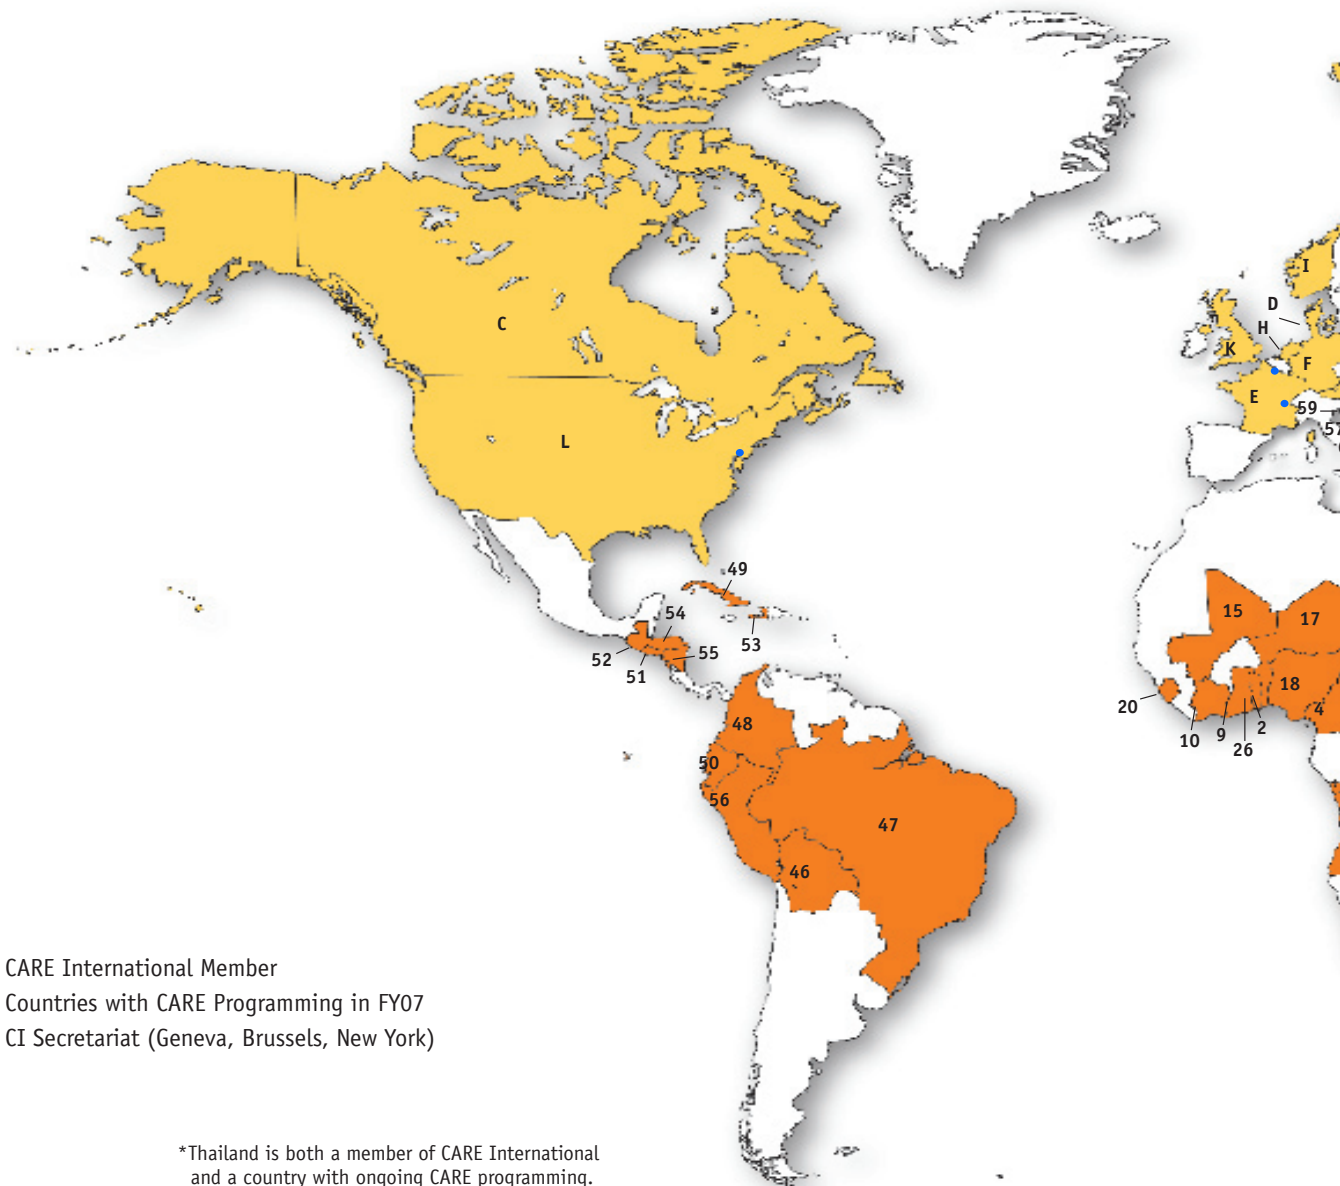 I
D
H
C
K
F
E
59
57
L
49
54
15
17
53
52
55
51
18
20
4
48
2
10
9
26
50
56
47
46
CARE International Member
Countries with CARE Programming in FY07
CI Secretariat (Geneva, Brussels, New York)
*Thailand is both a member of CARE International
and a country with ongoing CARE programming.